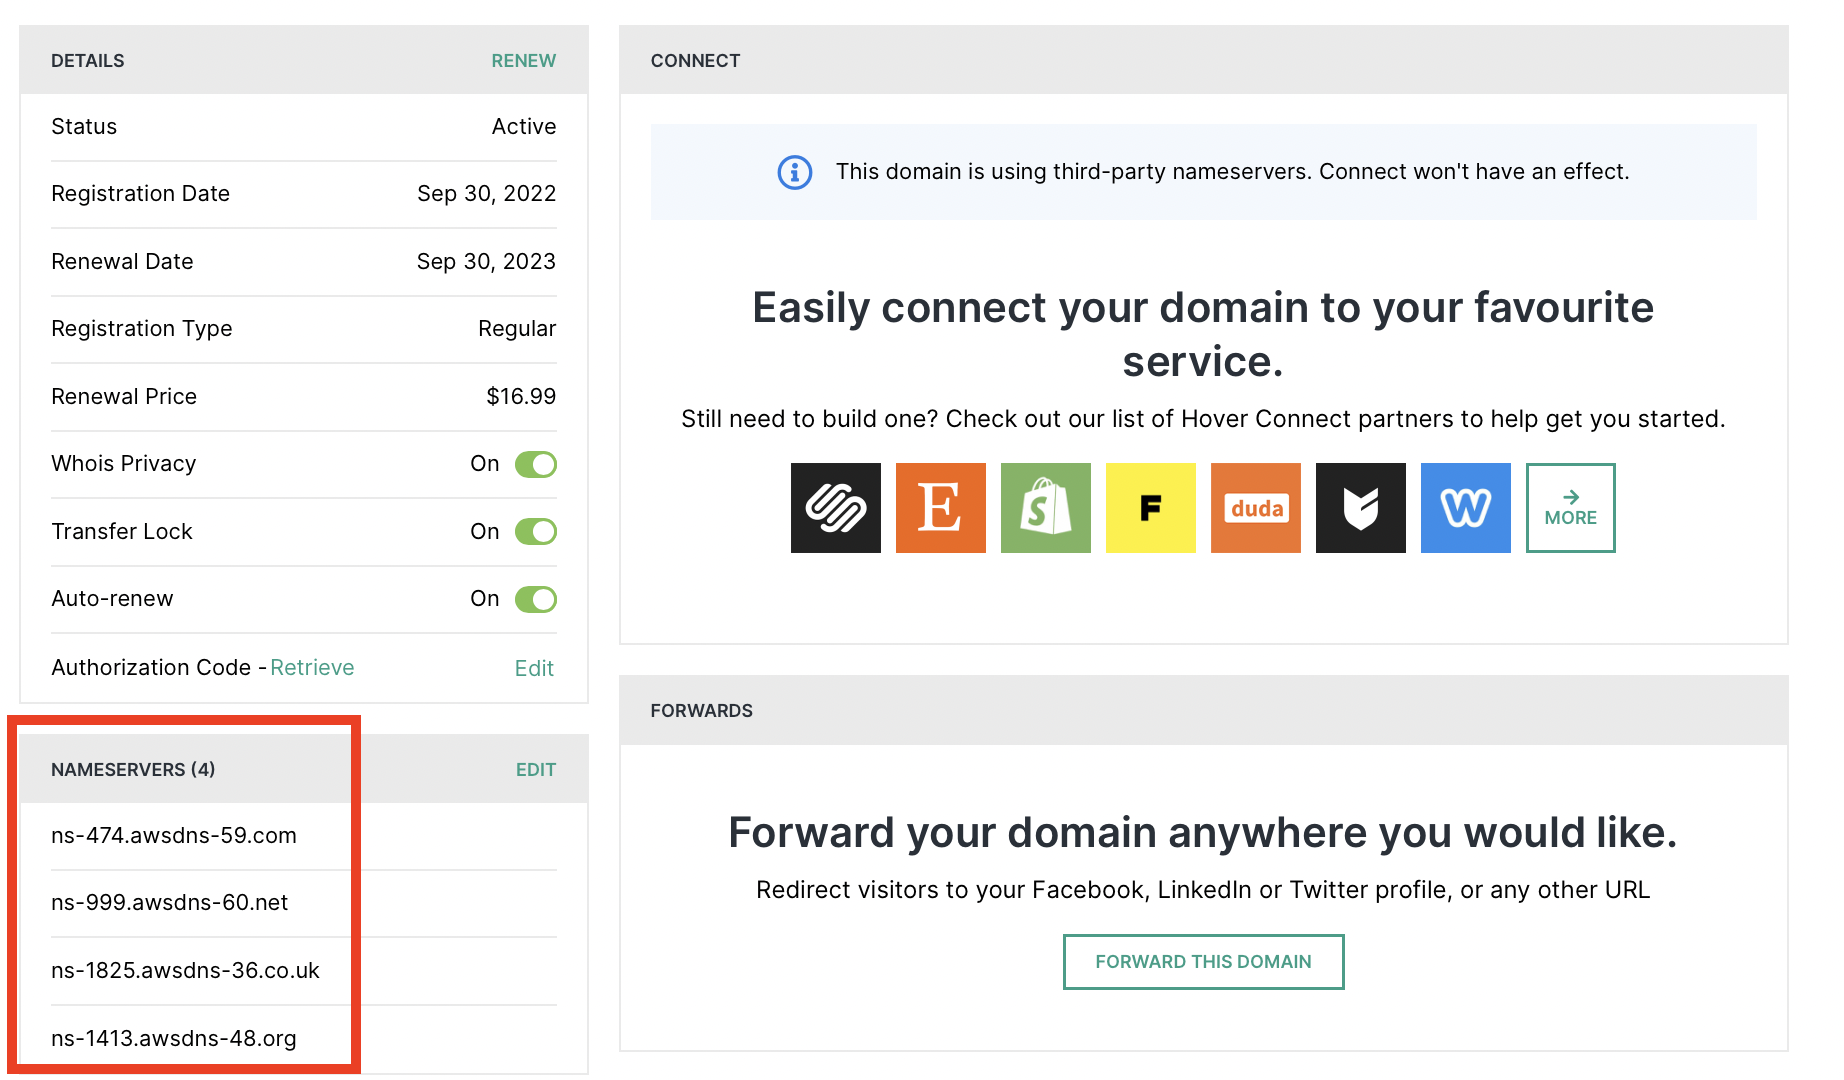 DETAILS RENEW
Status Active
Registration Date Sep 30, 2022
Renewal Date Sep 30, 2023
Registration Type Regular
Renewal Price $16.99
Whois Privacy On
Transfer Lock On
Auto-renew On
Authorization Code - Retrieve Edit
NAMESERVERS (4) EDIT
ns-474.awsdns-59.com
ns-999.awsdns-60.net
ns-1825.awsdns-36.co.uk
ns-1413.awsdns-48.org
CONNECT
This domain is using third-party nameservers. Connect won't have an effect.
Easily connect your domain to your favourite
service.
Still need to build one? Check out our list of Hover Connect partners to help get you started.
E S F duda W MORE
FORWARDS
Forward your domain anywhere you would like.
Redirect visitors to your Facebook, LinkedIn or Twitter profile, or any other URL
FORWARD THIS DOMAIN